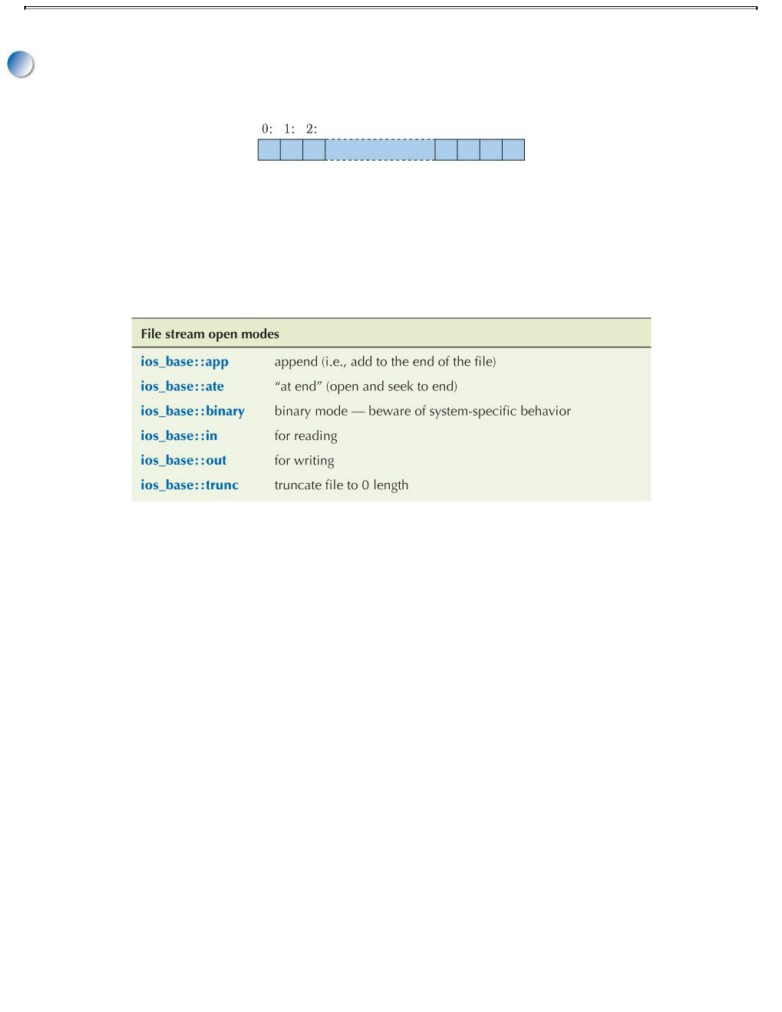 0: 1: 2:
File stream open modes
ios_base::app append (i.e., add to the end of the file)
ios_base::ate “at end” (open and seek to end)
ios_base::binary binary mode — beware of system-specific behavior
ios_base::in for reading
ios_base::out for writing
ios_base::trunc truncate file to 0 length